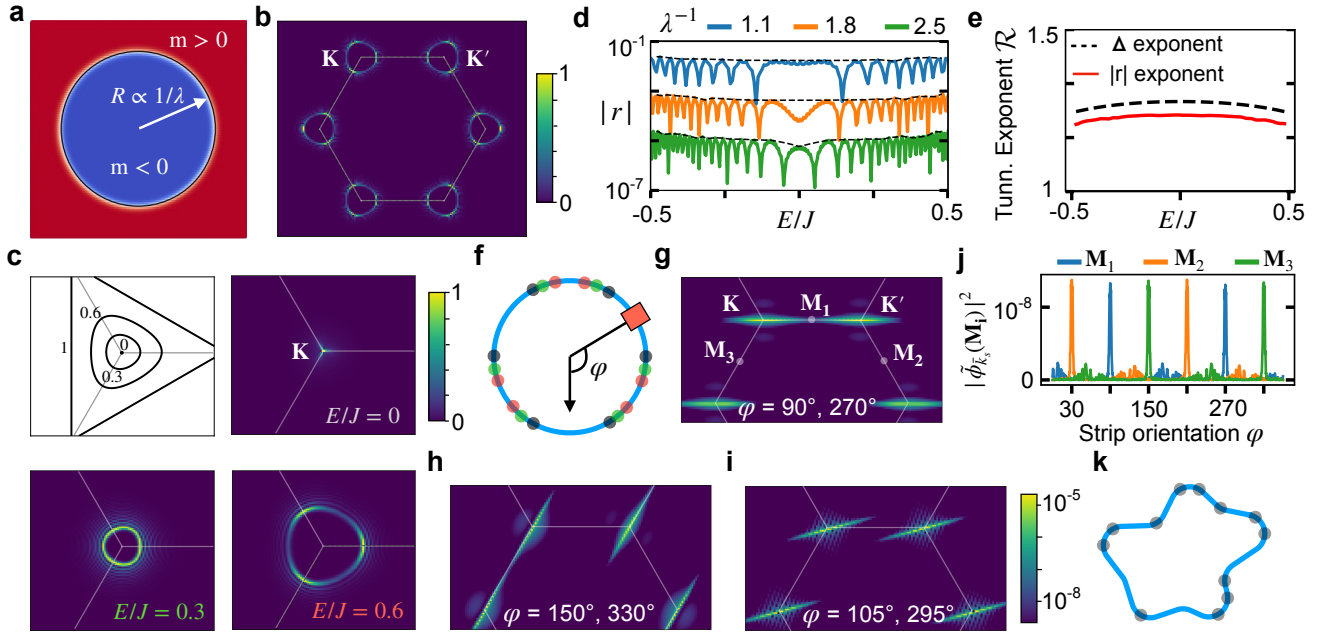 a
m > 0
R ∝ 1/λ
m < 0
b
K
K′
1
0
d
λ⁻¹
1.1
1.8
2.5
10⁻¹
|r|
10⁻⁷
-0.5
E/J
0.5
e
1.5
Tunn. Exponent ℛ
1
Δ exponent
|r| exponent
-0.5
E/J
0.5
c
0.6
1
0
0.3
K
E/J = 0
1
0
E/J = 0.3
E/J = 0.6
f
φ
g
K
M₁
K′
M₃
M₂
φ = 90°, 270°
h
φ = 150°, 330°
i
φ = 105°, 295°
10⁻⁵
10⁻⁸
j
M₁
M₂
M₃
|φ̃_k̄ₛ(Mᵢ)|²
10⁻⁸
0
30
150
270
Strip orientation φ
k